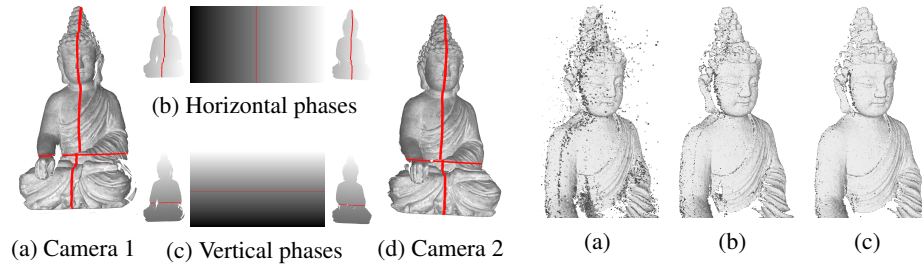 (b) Horizontal phases
(a) Camera 1
(c) Vertical phases
(d) Camera 2
(a)
(b)
(c)